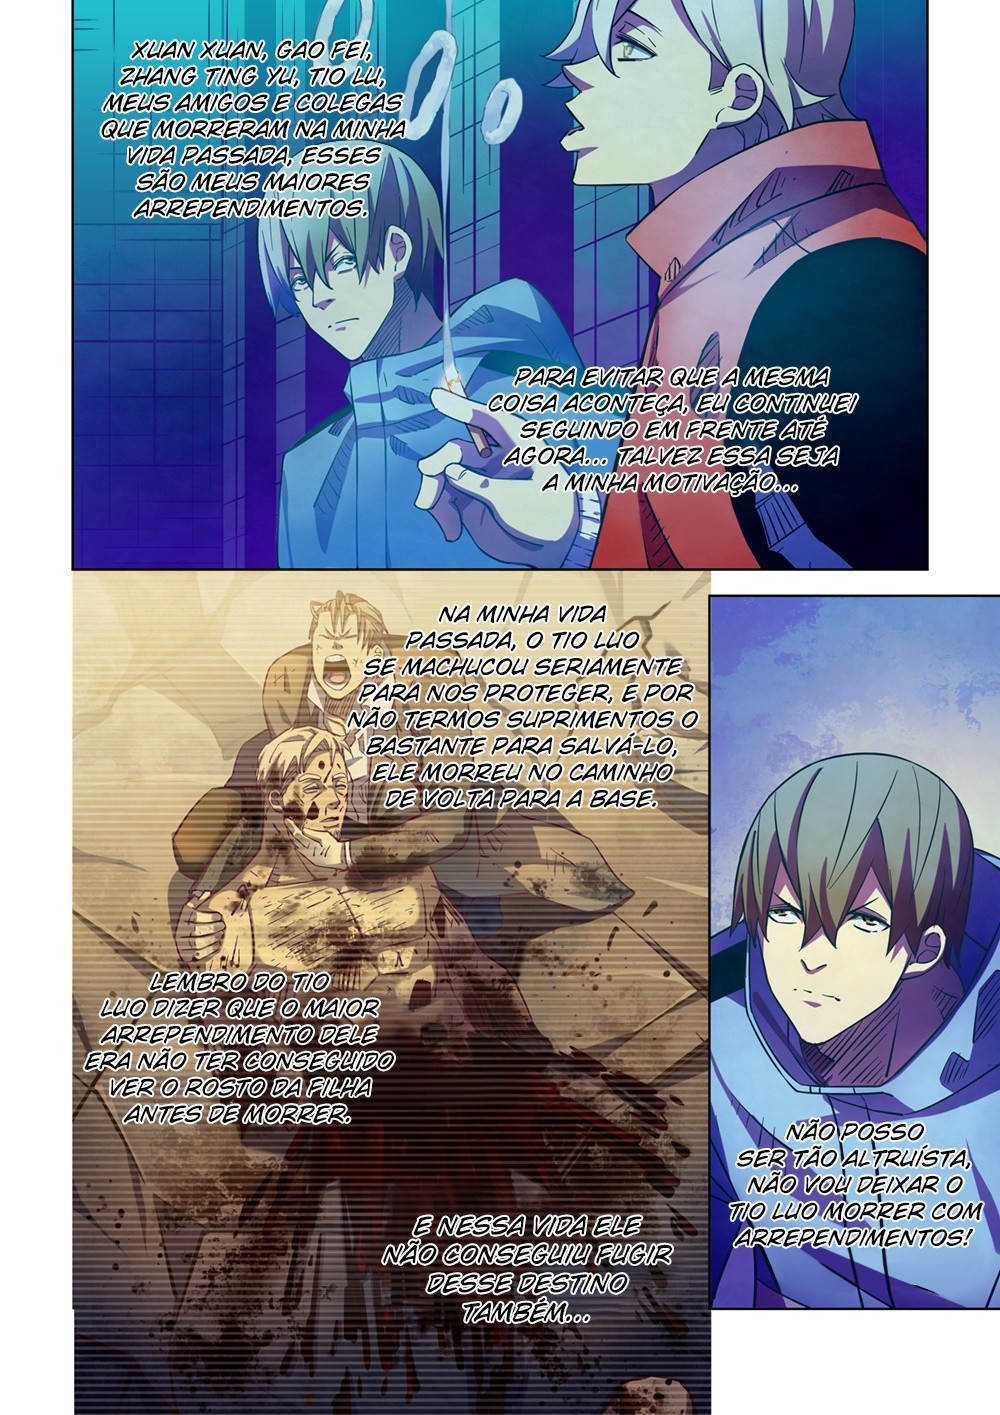 XUAN XUAN, GAO FEI,
ZHANG TING YU, TIO LU,
MEUS AMIGOS E COLEGAS
QUE MORRERAM NA MINHA
VIDA PASSADA, ESSES
SÃO MEUS MAIORES
ARREPENDIMENTOS.
PARA EVITAR QUE A MESMA
COISA ACONTEÇA, EU CONTINUEI
SEGUINDO EM FRENTE ATÉ
AGORA... TALVEZ ESSA SEJA
A MINHA MOTIVAÇÃO...
NA MINHA VIDA
PASSADA, O TIO LUO
SE MACHUCOU SERIAMENTE
PARA NOS PROTEGER, E POR
NÃO TERMOS SUPRIMENTOS O
BASTANTE PARA SALVÁ-LO,
ELE MORREU NO CAMINHO
DE VOLTA PARA A BASE.
LEMBRO DO TIO
LUO DIZER QUE O MAIOR
ARREPENDIMENTO DELE
ERA NÃO TER CONSEGUIDO
VER O ROSTO DA FILHA
ANTES DE MORRER.
E NESSA VIDA ELE
NÃO CONSEGUIU FUGIR
DESSE DESTINO
TAMBÉM...
NÃO POSSO
SER TÃO ALTRUÍSTA,
NÃO VOU DEIXAR O
TIO LUO MORRER COM
ARREPENDIMENTOS!